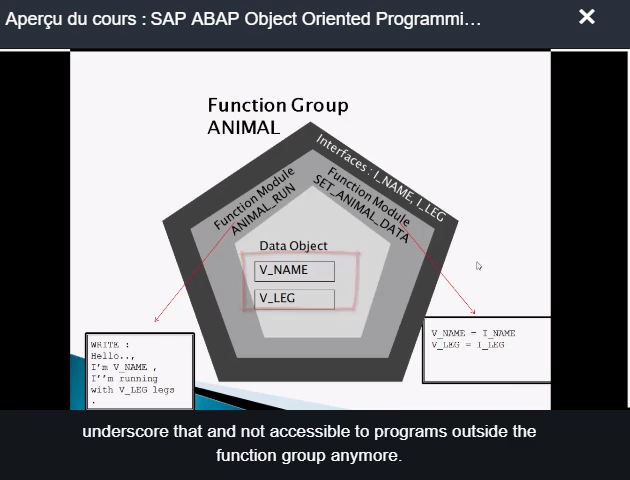 Aperçu du cours : SAP ABAP Object Oriented Programmi...
Function Group
ANIMAL
Interfaces : I_NAME, I_LEG
Function Module
ANIMAL_RUN
Function Module
SET_ANIMAL_DATA
Data Object
V_NAME
V_LEG
WRITE :
Hello..,
I'm V_NAME ,
I''m running
with V_LEG legs
.
V_NAME = I_NAME
V_LEG = I_LEG
underscore that and not accessible to programs outside the
function group anymore.